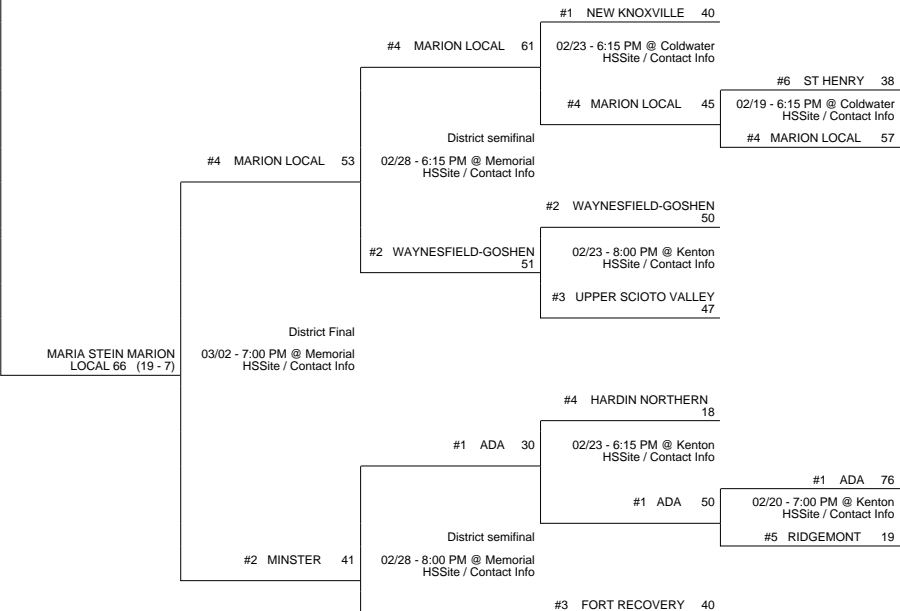 #1 NEW KNOXVILLE 40
#4 MARION LOCAL 61
02/23 - 6:15 PM @ Coldwater
HSSite / Contact Info
#6 ST HENRY 38
#4 MARION LOCAL 45
02/19 - 6:15 PM @ Coldwater
HSSite / Contact Info
District semifinal
#4 MARION LOCAL 57
#4 MARION LOCAL 53
02/28 - 6:15 PM @ Memorial
HSSite / Contact Info
#2 WAYNESFIELD-GOSHEN
50
#2 WAYNESFIELD-GOSHEN
51
02/23 - 8:00 PM @ Kenton
HSSite / Contact Info
#3 UPPER SCIOTO VALLEY
47
District Final
MARIA STEIN MARION
LOCAL 66 (19 - 7)
03/02 - 7:00 PM @ Memorial
HSSite / Contact Info
#4 HARDIN NORTHERN
18
#1 ADA 30
02/23 - 6:15 PM @ Kenton
HSSite / Contact Info
#1 ADA 76
#1 ADA 50
02/20 - 7:00 PM @ Kenton
HSSite / Contact Info
District semifinal
#5 RIDGEMONT 19
#2 MINSTER 41
02/28 - 8:00 PM @ Memorial
HSSite / Contact Info
#3 FORT RECOVERY 40